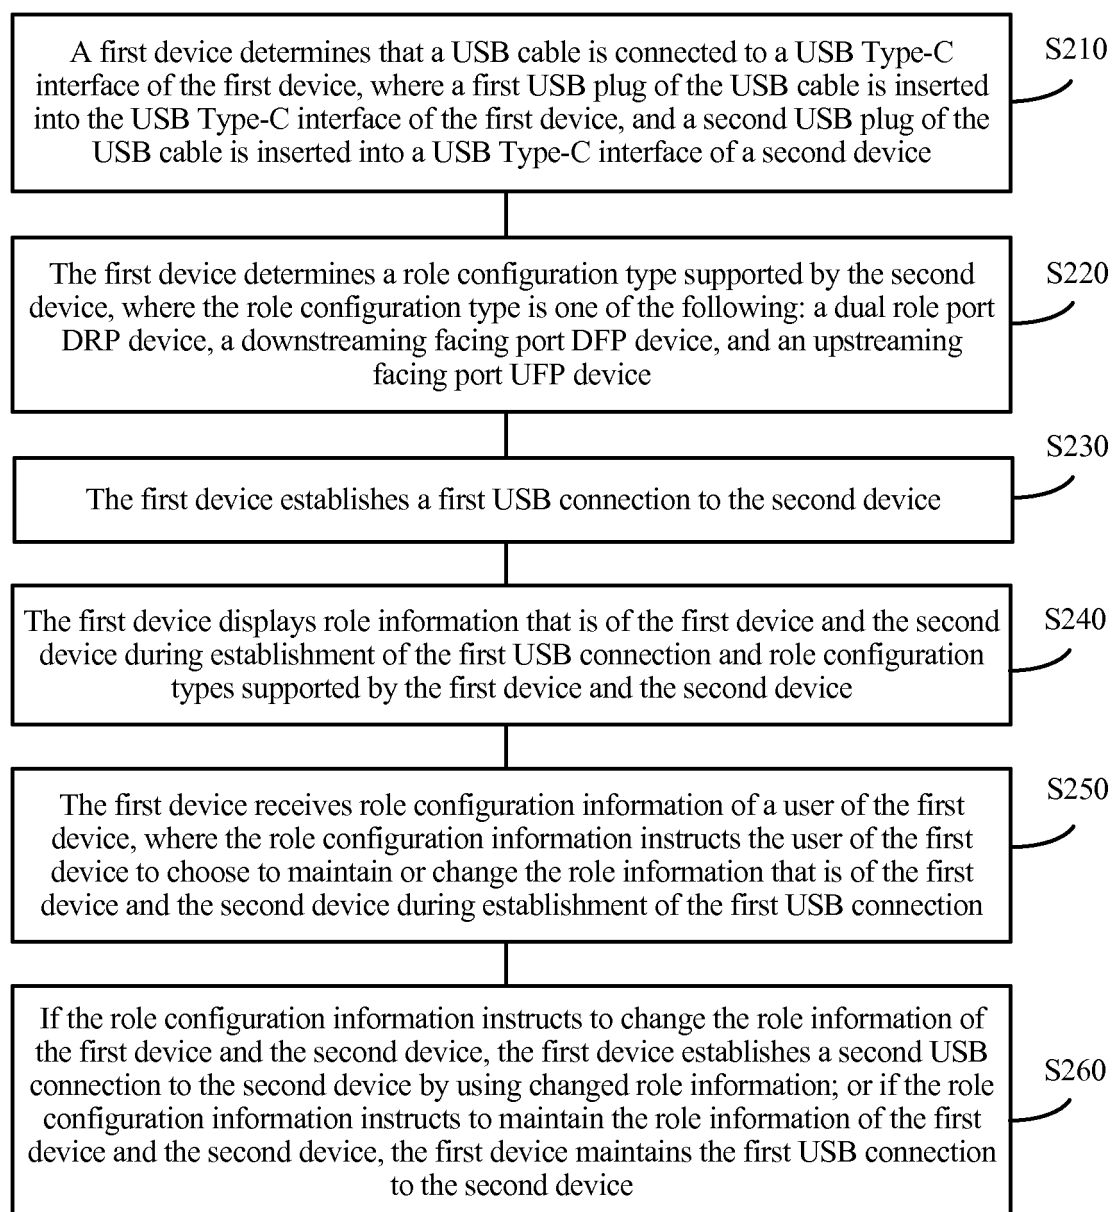 A first device determines that a USB cable is connected to a USB Type-C
interface of the first device, where a first USB plug of the USB cable is inserted
into the USB Type-C interface of the first device, and a second USB plug of the
USB cable is inserted into a USB Type-C interface of a second device
S210
The first device determines a role configuration type supported by the second
device, where the role configuration type is one of the following: a dual role port
DRP device, a downstreaming facing port DFP device, and an upstreaming
facing port UFP device
S220
The first device establishes a first USB connection to the second device
S230
The first device displays role information that is of the first device and the second
device during establishment of the first USB connection and role configuration
types supported by the first device and the second device
S240
The first device receives role configuration information of a user of the first
device, where the role configuration information instructs the user of the first
device to choose to maintain or change the role information that is of the first
device and the second device during establishment of the first USB connection
S250
If the role configuration information instructs to change the role information of
the first device and the second device, the first device establishes a second USB
connection to the second device by using changed role information; or if the role
configuration information instructs to maintain the role information of the first
device and the second device, the first device maintains the first USB connection
to the second device
S260